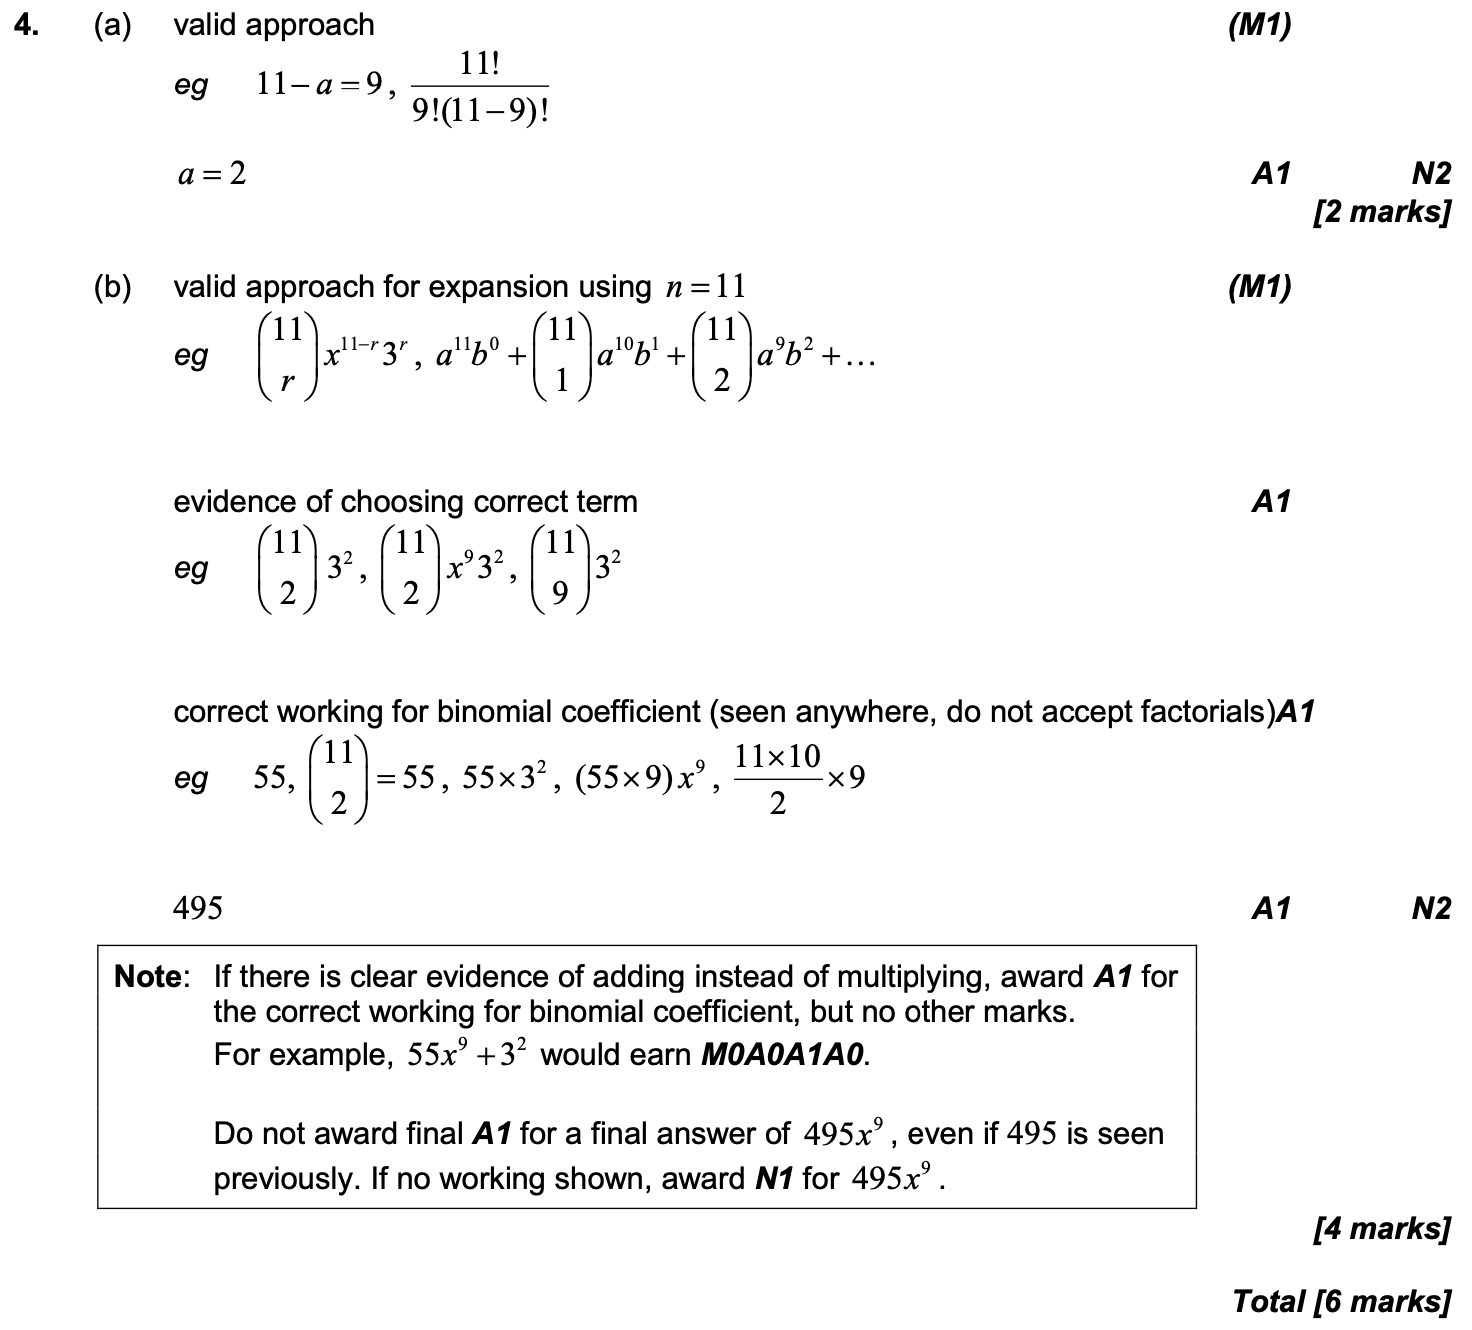 4. (a) valid approach (M1)
eg 11 − a = 9, \frac{11!}{9!(11−9)!}
a = 2 A1 N2
[2 marks]
(b) valid approach for expansion using n = 11 (M1)
eg \binom{11}{r} x^{11−r} 3^r, a^{11}b^0 + \binom{11}{1} a^{10}b^1 + \binom{11}{2} a^9b^2 + …
evidence of choosing correct term A1
eg \binom{11}{2} 3^2, \binom{11}{2} x^9 3^2, \binom{11}{9} 3^2
correct working for binomial coefficient (seen anywhere, do not accept factorials)A1
eg 55, \binom{11}{2} = 55, 55×3^2, (55×9)x^9, \frac{11×10}{2}×9
495 A1 N2
Note: If there is clear evidence of adding instead of multiplying, award A1 for
the correct working for binomial coefficient, but no other marks.
For example, 55x^9 + 3^2 would earn M0A0A1A0.
Do not award final A1 for a final answer of 495x^9, even if 495 is seen
previously. If no working shown, award N1 for 495x^9.
[4 marks]
Total [6 marks]